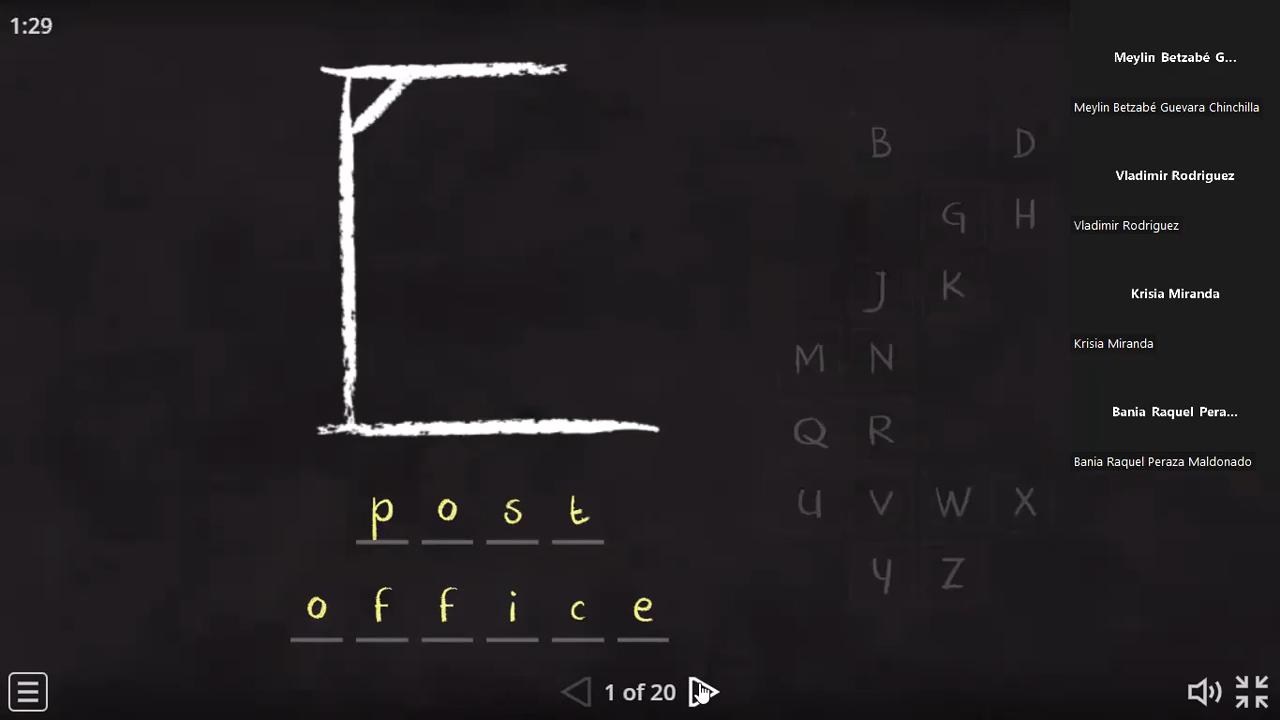 1:29
B D
G H
J K
M N
Q R
U V W X
Y Z
post
office
1 of 20
Meylin Betzabé G...
Meylin Betzabé Guevara Chinchilla
Vladimir Rodriguez
Vladimir Rodriguez
Krisia Miranda
Krisia Miranda
Bania Raquel Pera...
Bania Raquel Peraza Maldonado